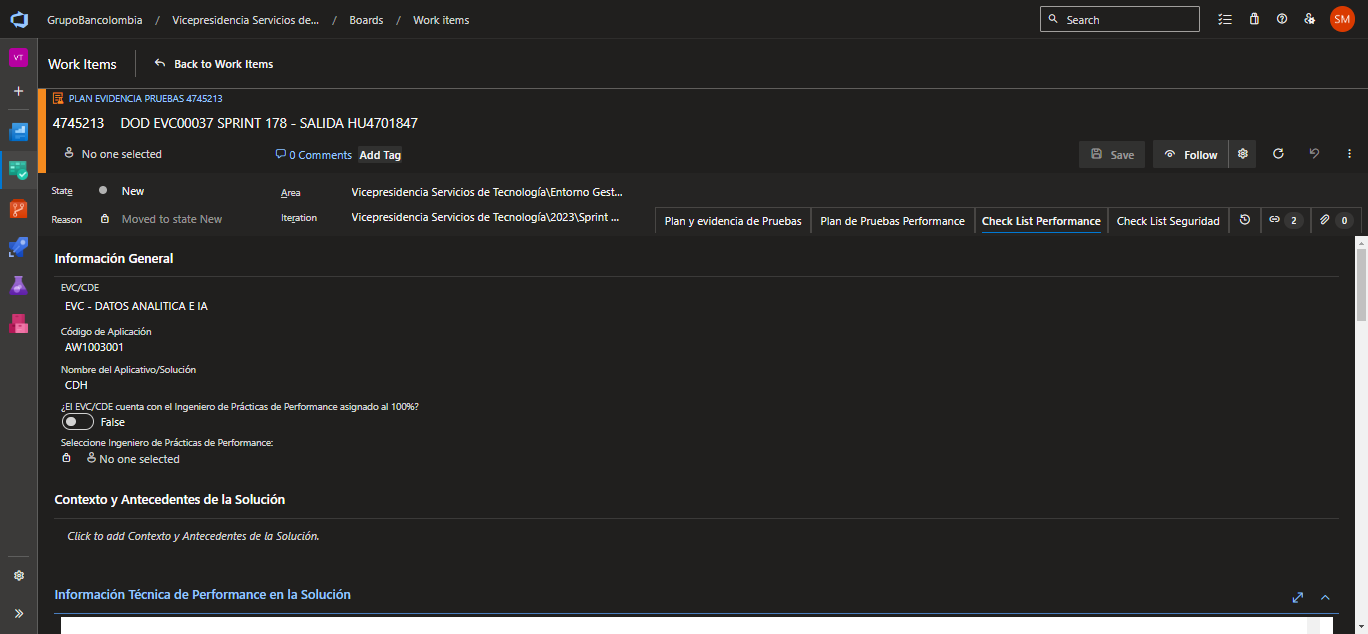 GrupoBancolombia / Vicepresidencia Servicios de... / Boards / Work items
Search
SM
VT
Work Items
Back to Work Items
PLAN EVIDENCIA PRUEBAS 4745213
4745213 DOD EVC00037 SPRINT 178 - SALIDA HU4701847
No one selected
0 Comments
Add Tag
Save
Follow
State
New
Area
Vicepresidencia Servicios de Tecnología\Entorno Gest...
Reason
Moved to state New
Iteration
Vicepresidencia Servicios de Tecnología\2023\Sprint ...
Plan y evidencia de Pruebas
Plan de Pruebas Performance
Check List Performance
Check List Seguridad
2
0
Información General
EVC/CDE
EVC - DATOS ANALITICA E IA
Código de Aplicación
AW1003001
Nombre del Aplicativo/Solución
CDH
¿El EVC/CDE cuenta con el Ingeniero de Prácticas de Performance asignado al 100%?
False
Seleccione Ingeniero de Prácticas de Performance:
No one selected
Contexto y Antecedentes de la Solución
Click to add Contexto y Antecedentes de la Solución.
Información Técnica de Performance en la Solución